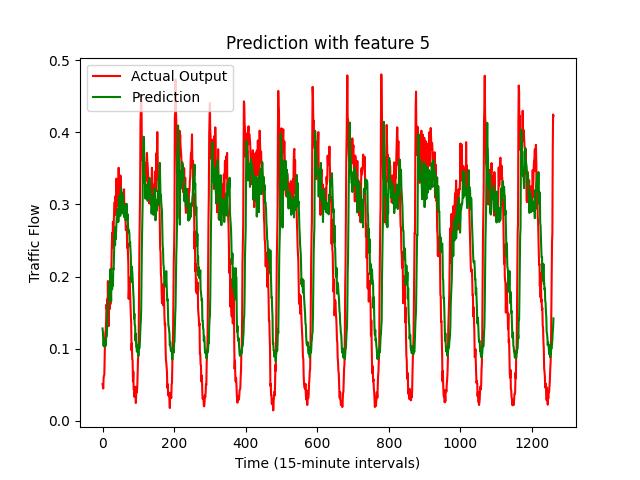 Prediction with feature 5
Actual Output
Prediction
Traffic Flow
0.5
0.4
0.3
0.2
0.1
0.0
0 200 400 600 800 1000 1200
Time (15-minute intervals)